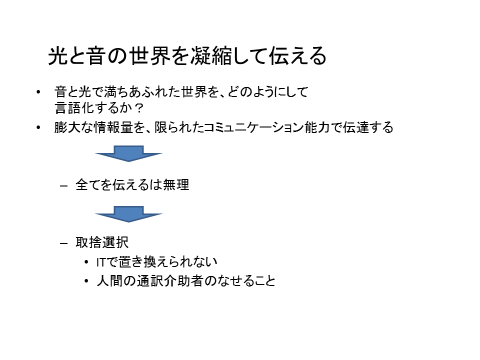 光と音の世界を凝縮して伝える
• 音と光で満ちあふれた世界を、どのようにして
言語化するか？
• 膨大な情報量を、限られたコミュニケーション能力で伝達する
– 全てを伝えるは無理
– 取捨選択
• ITで置き換えられない
• 人間の通訳介助者のなせること